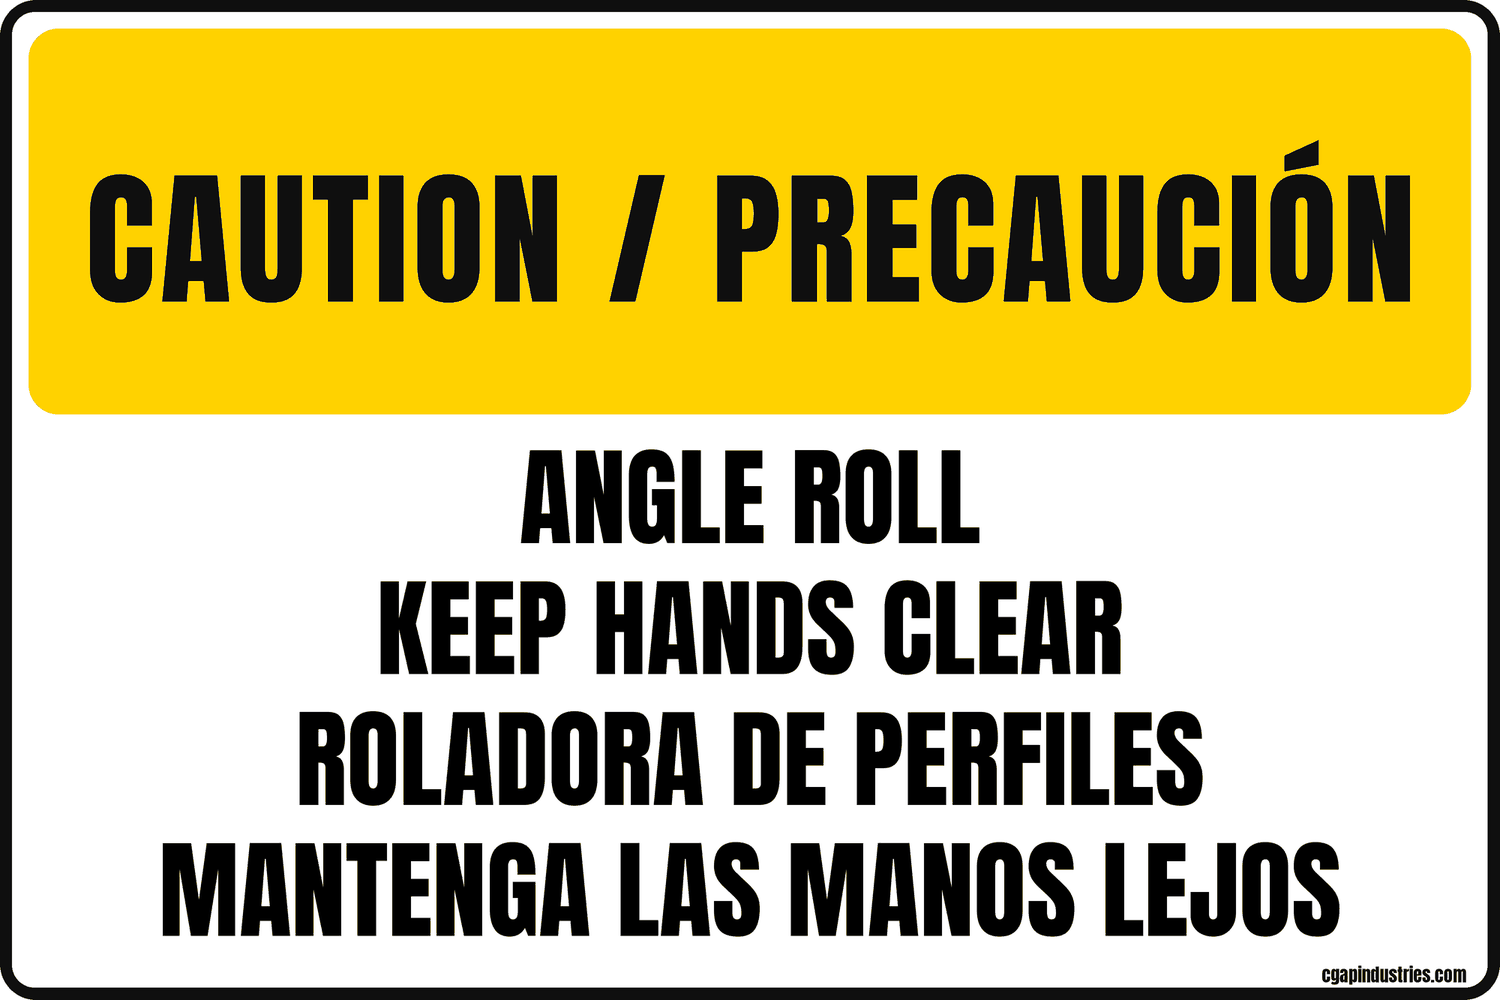 CAUTION / PRECAUCIÓN
ANGLE ROLL
KEEP HANDS CLEAR
ROLADORA DE PERFILES
MANTENGA LAS MANOS LEJOS
cgapindustries.com